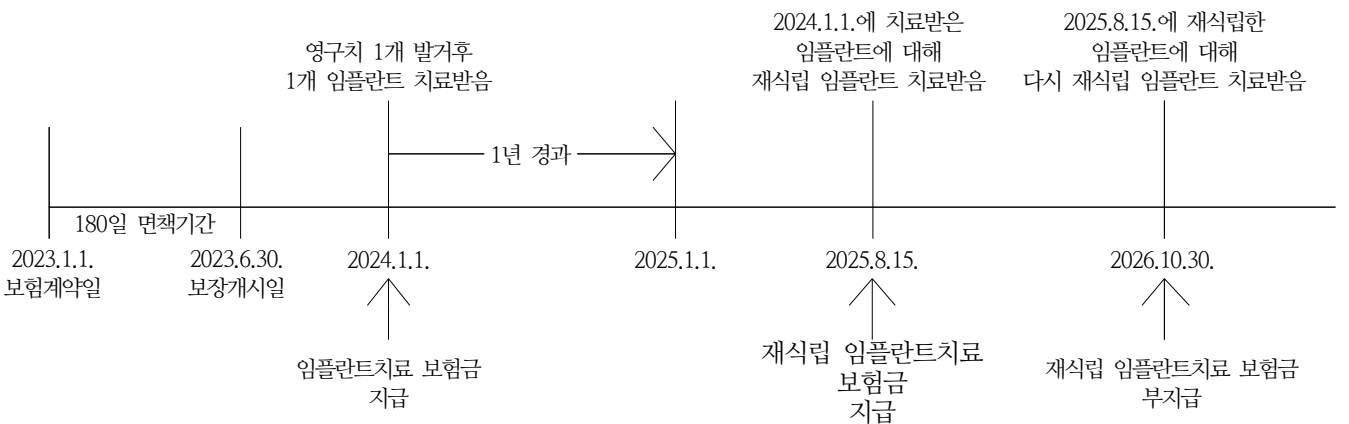 영구치 1개 발거후
1개 임플란트 치료받음
2024.1.1.에 치료받은
임플란트에 대해
재식립 임플란트 치료받음
2025.8.15.에 재식립한
임플란트에 대해
다시 재식립 임플란트 치료받음
1년 경과
180일 면책기간
2023.1.1.
보험계약일
2023.6.30.
보장개시일
2024.1.1.
2025.1.1.
2025.8.15.
2026.10.30.
임플란트치료 보험금
지급
재식립 임플란트치료
보험금
지급
재식립 임플란트치료 보험금
부지급